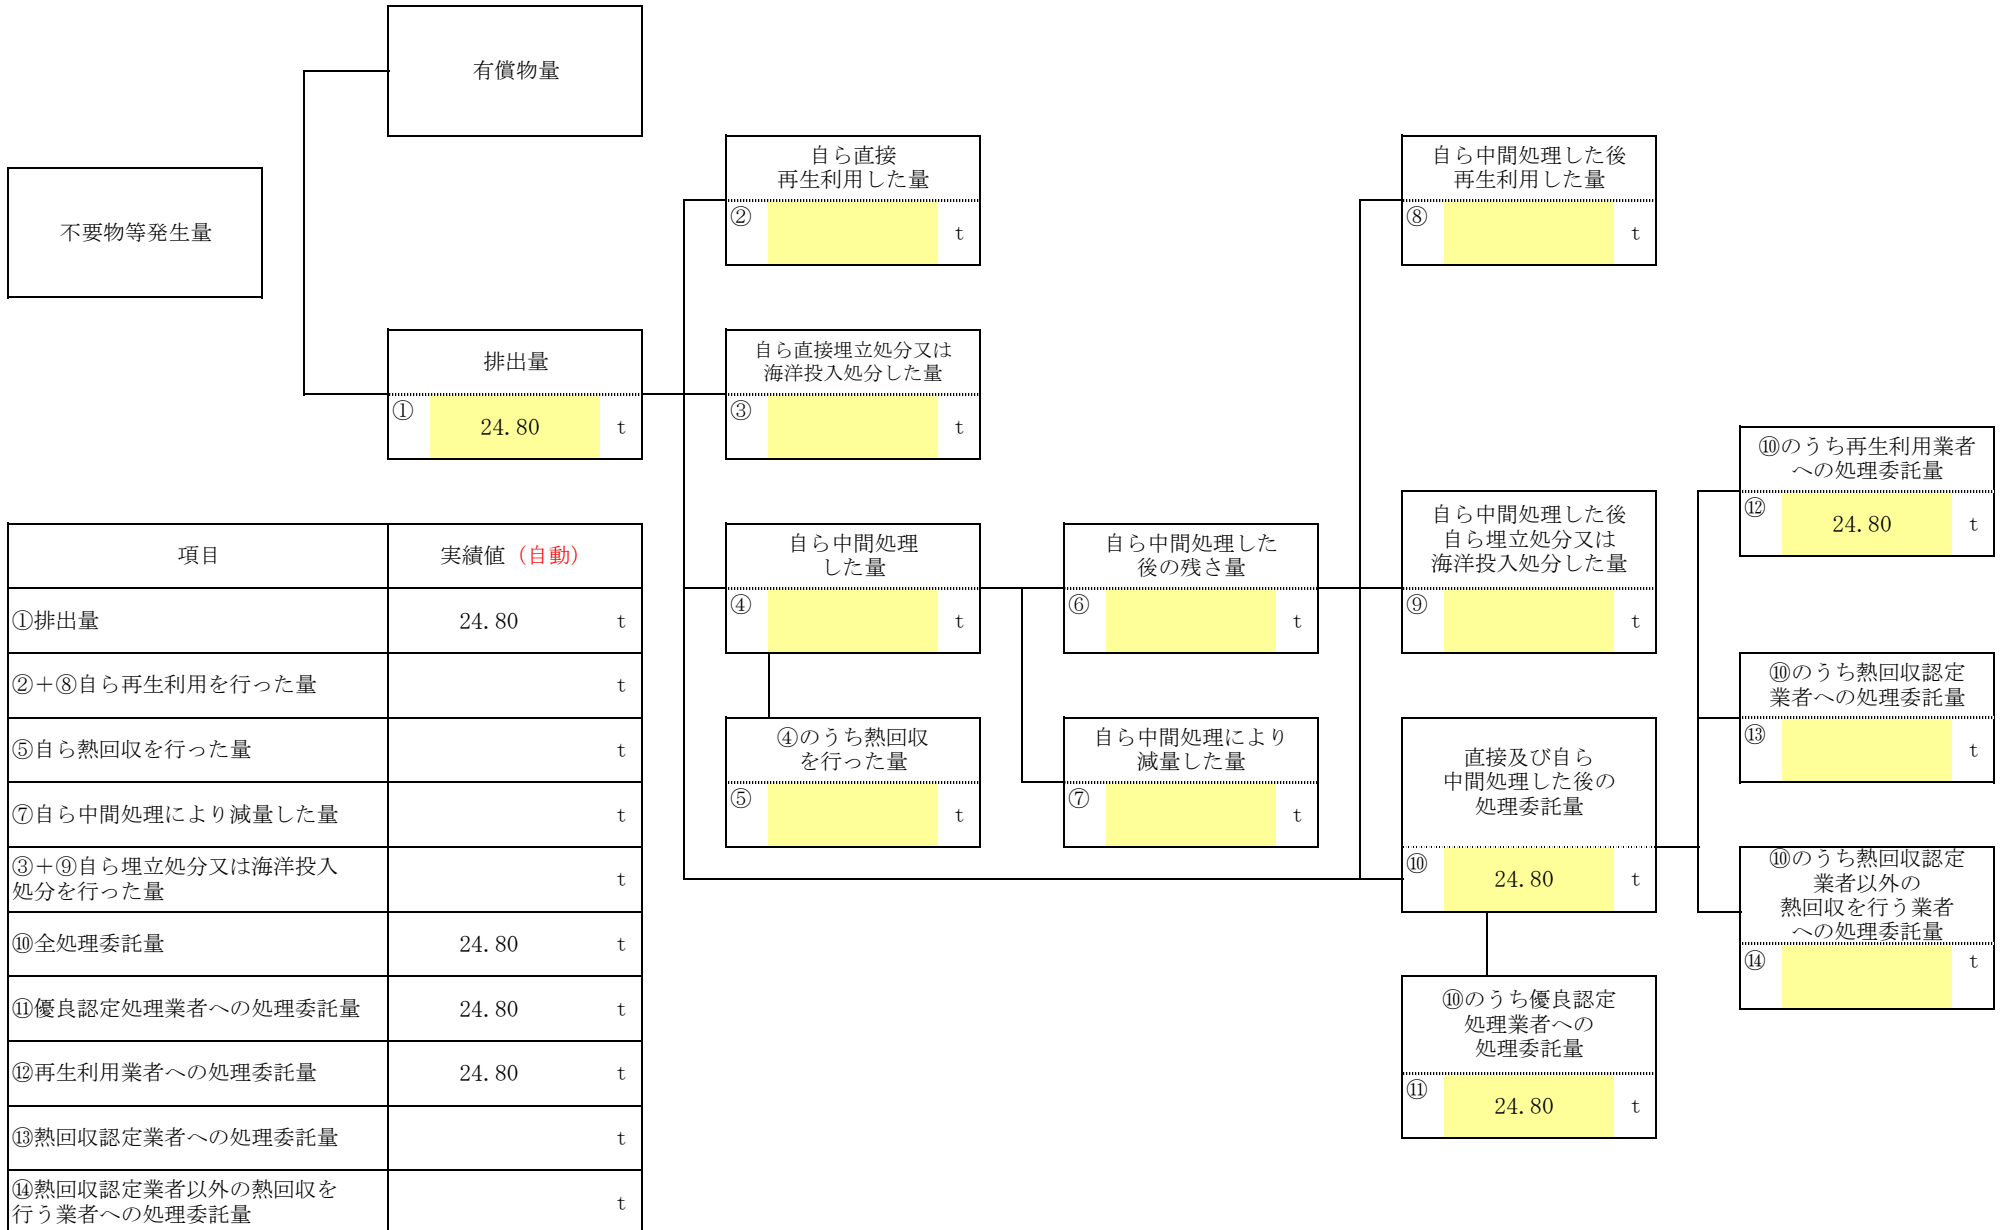 有償物量
不要物等発生量
排出量
①
24.80
t
自ら直接
再生利用した量
②
t
自ら直接埋立処分又は
海洋投入処分した量
③
t
自ら中間処理
した量
④
t
④のうち熱回収
を行った量
⑤
t
自ら中間処理した
後の残さ量
⑥
t
自ら中間処理により
減量した量
⑦
t
自ら中間処理した後
再生利用した量
⑧
t
自ら中間処理した後
自ら埋立処分又は
海洋投入処分した量
⑨
t
直接及び自ら
中間処理した後の
処理委託量
⑩
24.80
t
⑩のうち優良認定
処理業者への
処理委託量
⑪
24.80
t
⑩のうち再生利用業者
への処理委託量
⑫
24.80
t
⑩のうち熱回収認定
業者への処理委託量
⑬
t
⑩のうち熱回収認定
業者以外の
熱回収を行う業者
への処理委託量
⑭
t
項目 実績値（自動）
①排出量 24.80 t
②＋⑧自ら再生利用を行った量 t
⑤自ら熱回収を行った量 t
⑦自ら中間処理により減量した量 t
③＋⑨自ら埋立処分又は海洋投入
処分を行った量 t
⑩全処理委託量 24.80 t
⑪優良認定処理業者への処理委託量 24.80 t
⑫再生利用業者への処理委託量 24.80 t
⑬熱回収認定業者への処理委託量 t
⑭熱回収認定業者以外の熱回収を
行う業者への処理委託量 t